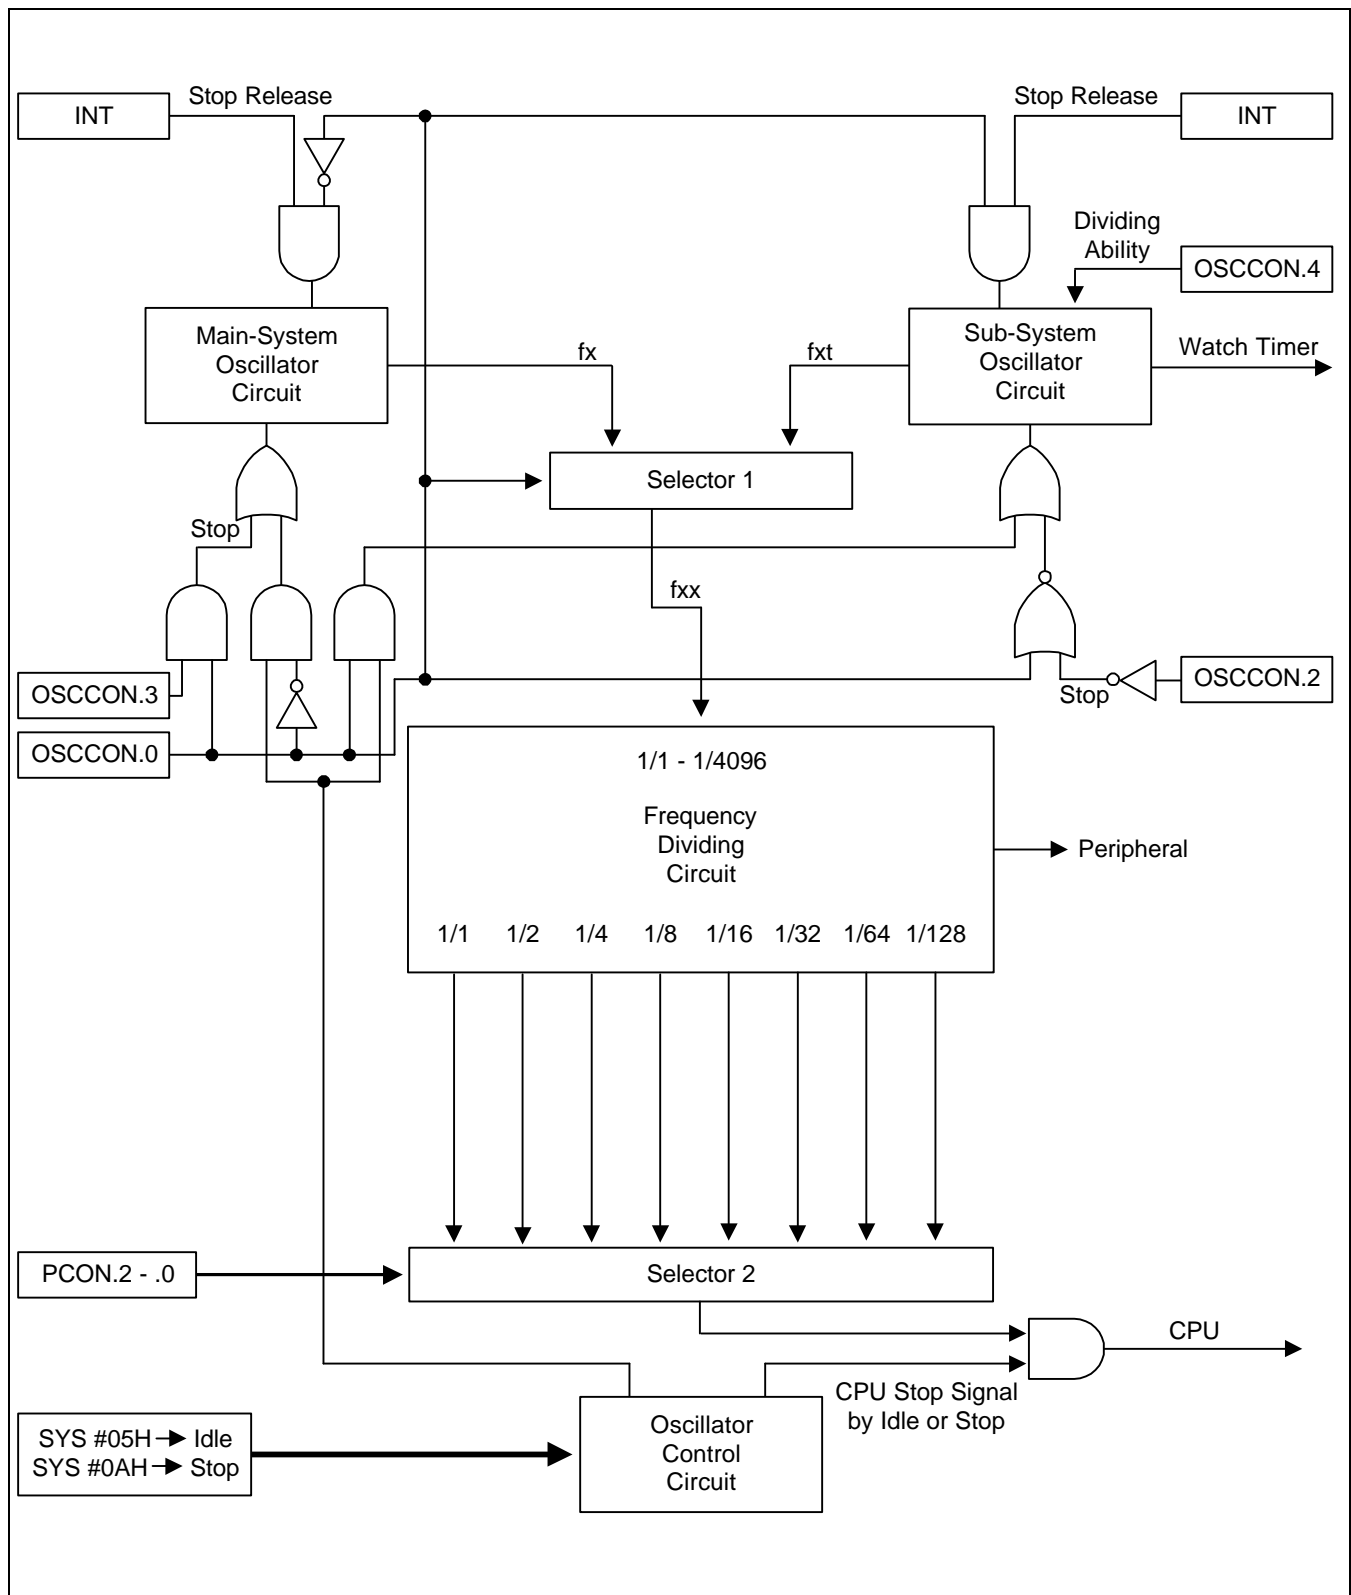 INT
Stop Release
Stop Release
INT
Dividing
Ability
OSCCON.4
Main-System
Oscillator
Circuit
fx
fxt
Sub-System
Oscillator
Circuit
Watch Timer
Selector 1
Stop
fxx
OSCCON.3
OSCCON.0
Stop
OSCCON.2
1/1 - 1/4096
Frequency
Dividing
Circuit
Peripheral
1/1 1/2 1/4 1/8 1/16 1/32 1/64 1/128
PCON.2 - .0
Selector 2
CPU
CPU Stop Signal
by Idle or Stop
SYS #05H → Idle
SYS #0AH → Stop
Oscillator
Control
Circuit